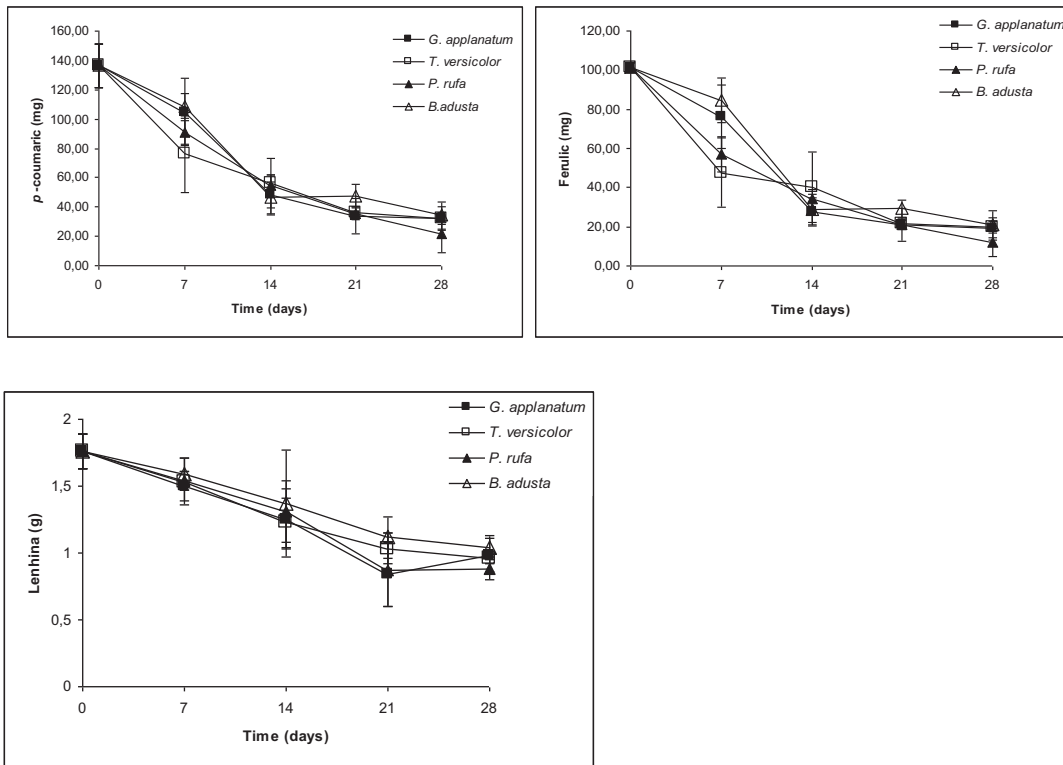 p-coumaric (mg)
160,00
140,00
120,00
100,00
80,00
60,00
40,00
20,00
0,00
0 7 14 21 28
Time (days)
G. applanatum
T. versicolor
P. rufa
B.adusta
Ferulic (mg)
120,00
100,00
80,00
60,00
40,00
20,00
0,00
0 7 14 21 28
Time (days)
G. applanatum
T. versicolor
P. rufa
B. adusta
Lenhina (g)
2
1,5
1
0,5
0
0 7 14 21 28
Time (days)
G. applanatum
T. versicolor
P. rufa
B. adusta